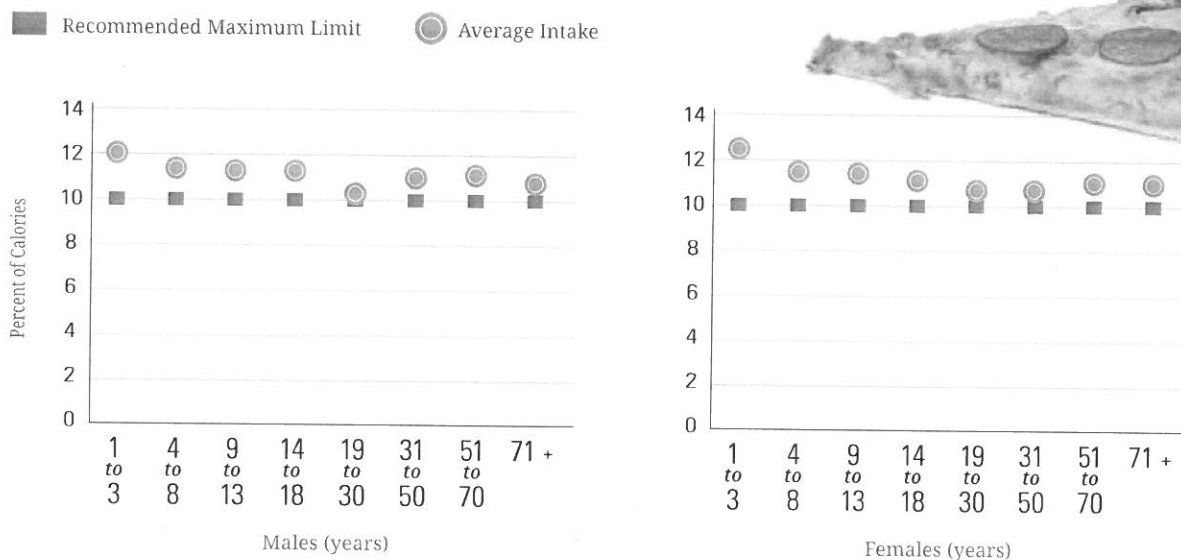 Recommended Maximum Limit
Average Intake
Percent of Calories
14
12
10
8
6
4
2
0
1 to 3
4 to 8
9 to 13
14 to 18
19 to 30
31 to 50
51 to 70
71 +
Males (years)
14
12
10
8
6
4
2
0
1 to 3
4 to 8
9 to 13
14 to 18
19 to 30
31 to 50
51 to 70
71 +
Females (years)